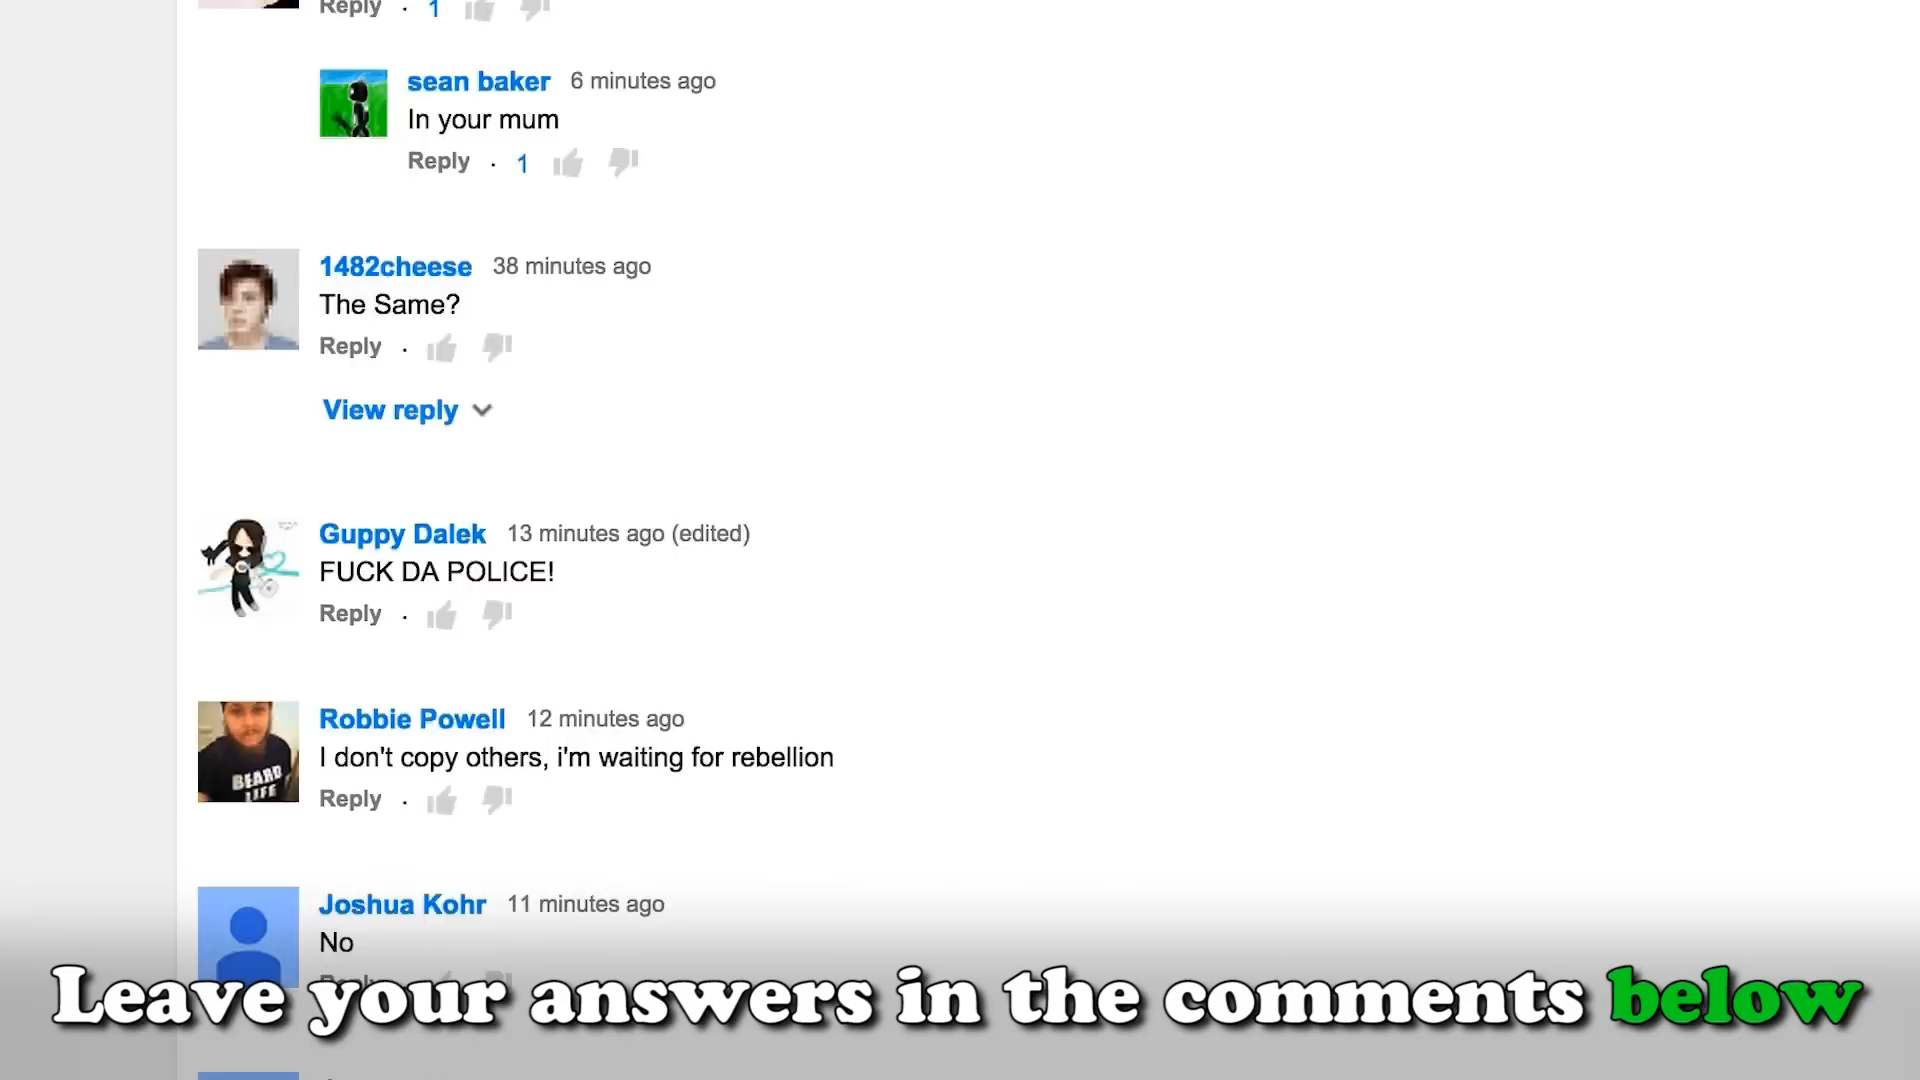 Reply . 1
sean baker 6 minutes ago
In your mum
Reply . 1
1482cheese 38 minutes ago
The Same?
Reply .
View reply
Guppy Dalek 13 minutes ago (edited)
FUCK DA POLICE!
Reply .
Robbie Powell 12 minutes ago
I don't copy others, i'm waiting for rebellion
BEARD
LIFE
Reply .
Joshua Kohr 11 minutes ago
No
Reply
Leave your answers in the comments below